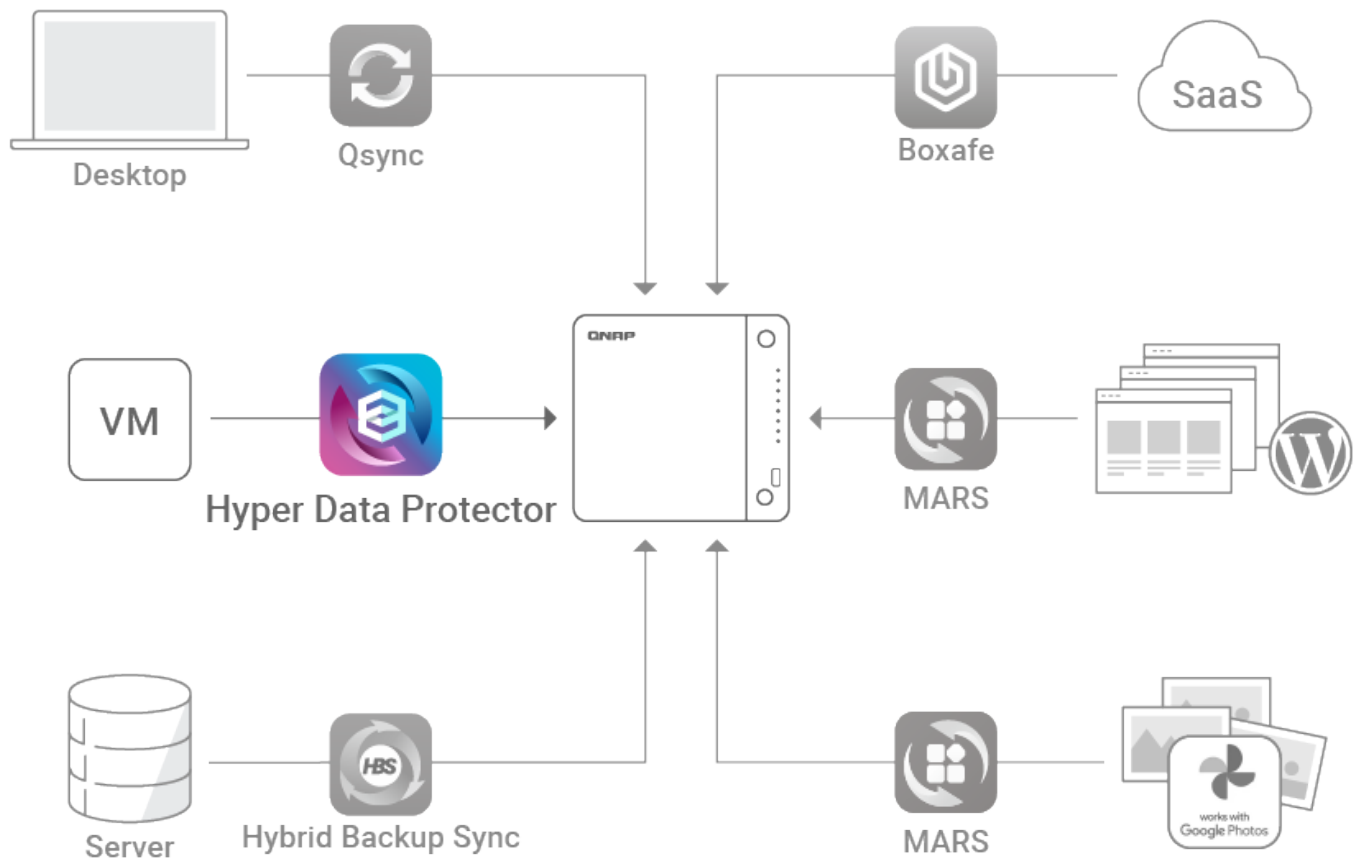 Desktop
Qsync
Boxafe
SaaS
VM
Hyper Data Protector
QNAP
MARS
W
Server
HBS
Hybrid Backup Sync
MARS
works with
Google Photos